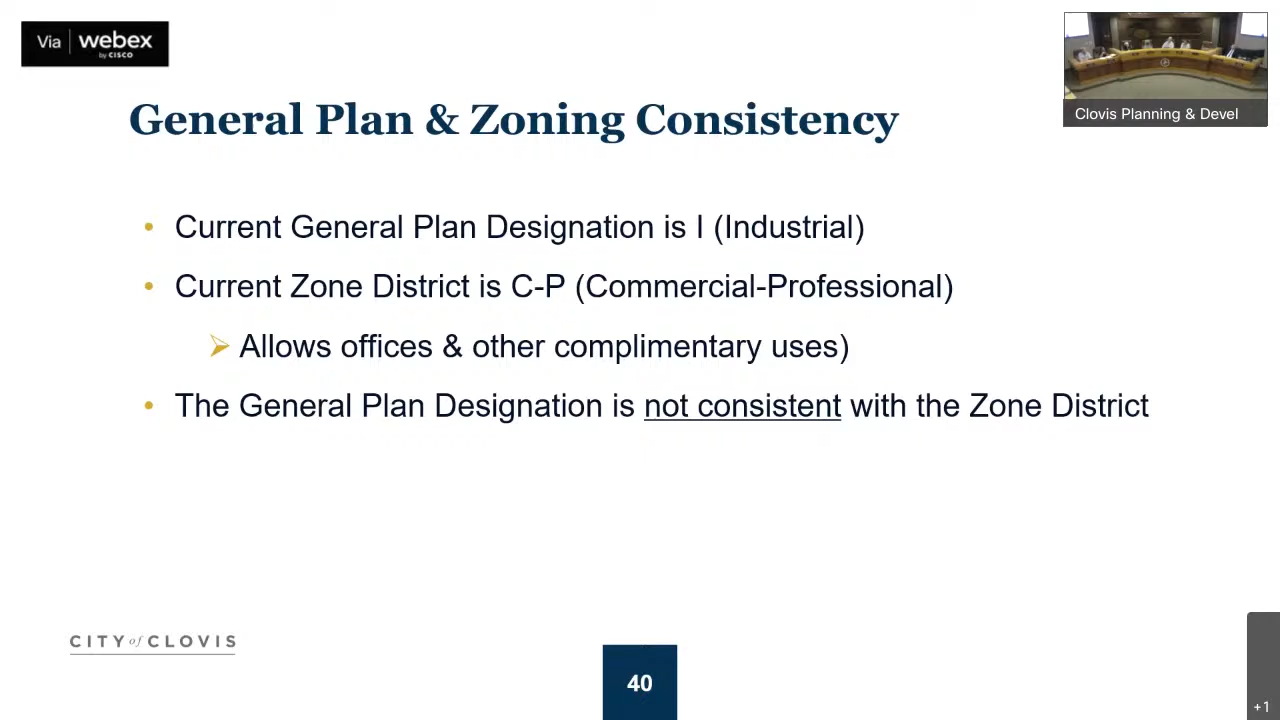 Via webex
by CISCO
Clovis Planning & Devel
General Plan & Zoning Consistency
• Current General Plan Designation is I (Industrial)
• Current Zone District is C-P (Commercial-Professional)
➢ Allows offices & other complimentary uses)
• The General Plan Designation is not consistent with the Zone District
CITY of CLOVIS
40
+1